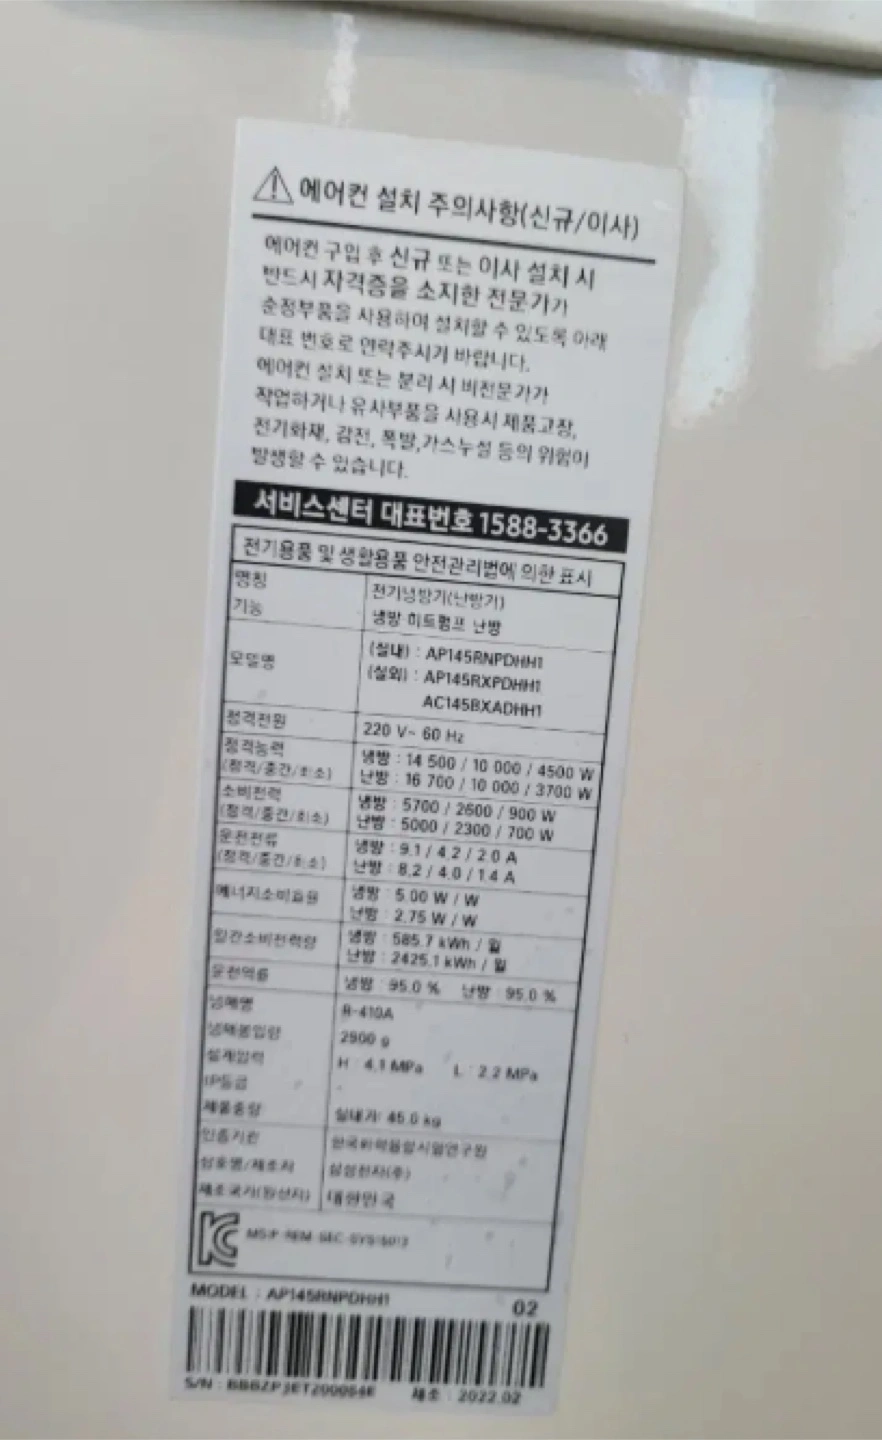 에어컨 설치 주의사항(신규/이사)
에어컨 구입 후 신규 또는 이사 설치 시
반드시 자격증을 소지한 전문가가
순정부품을 사용하여 설치할 수 있도록 아래
대표 번호로 연락주시기 바랍니다.
에어컨 설치 또는 분리 시 비전문가가
작업하거나 유사부품을 사용시 제품고장,
전기화재, 감전, 폭발,가스누설 등의 위험이
발생할 수 있습니다.
서비스센터 대표번호 1588-3366
전기용품 및 생활용품 안전관리법에 의한 표시
명칭 전기냉방기(난방기)
기능 냉방 히트펌프 난방
모델명 (실내) : AP145RNPDHH1
(실외) : AP145RXPDHH1
AC145BXADHH1
정격전원 220 V~ 60 Hz
정격능력 냉방 : 14 500 / 10 000 / 4500 W
(정격/중간/최소) 난방 : 16 700 / 10 000 / 3700 W
소비전력 냉방 : 5700 / 2600 / 900 W
(정격/중간/최소) 난방 : 5000 / 2300 / 700 W
운전전류 냉방 : 9.1 / 4.2 / 2.0 A
(정격/중간/최소) 난방 : 8.2 / 4.0 / 1.4 A
에너지소비효율 냉방 : 5.00 W / W
난방 : 2.75 W / W
월간소비전력량 냉방 : 585.7 kWh / 월
난방 : 2425.1 kWh / 월
운전역률 냉방 : 95.0 % 난방 : 95.0 %
냉매명 R-410A
냉매봉입량 2900 g
설계압력 H : 4.1 MPa L : 2.2 MPa
IP등급 -
제품중량 실내기: 45.0 kg
인증기관
상호명/제조자 삼성전자(주)
제조국가(원산지) 대한민국
MODEL : AP145RNPDHH1 02
S/N : 제조 : 2022.02